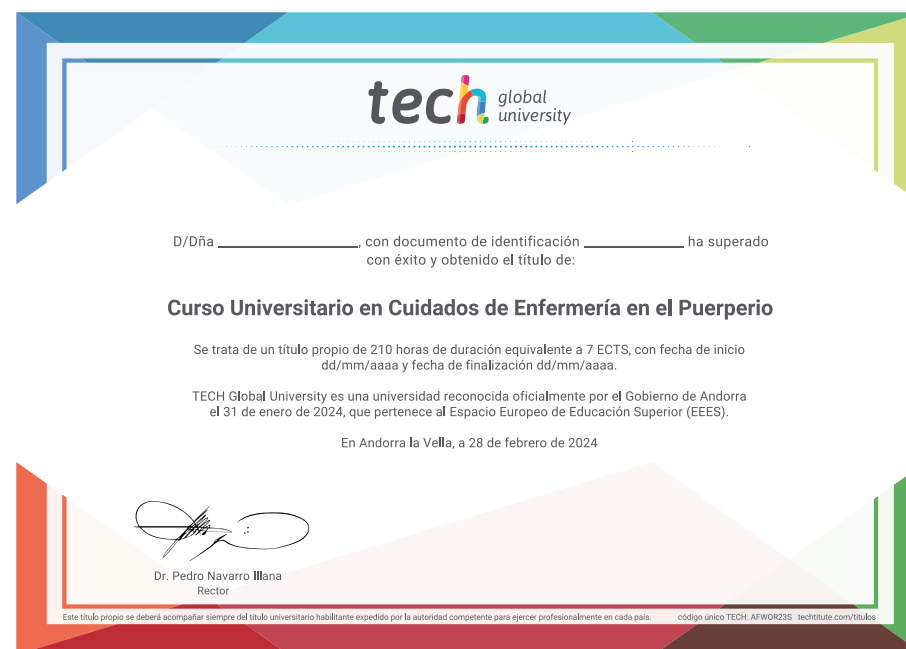 tech global
university
D/Dña ______________, con documento de identificación __________ ha superado
con éxito y obtenido el título de:
Curso Universitario en Cuidados de Enfermería en el Puerperio
Se trata de un título propio de 210 horas de duración equivalente a 7 ECTS, con fecha de inicio
dd/mm/aaaa y fecha de finalización dd/mm/aaaa.
TECH Global University es una universidad reconocida oficialmente por el Gobierno de Andorra
el 31 de enero de 2024, que pertenece al Espacio Europeo de Educación Superior (EEES).
En Andorra la Vella, a 28 de febrero de 2024
Dr. Pedro Navarro Illana
Rector
Este título propio se deberá acompañar siempre del título universitario habilitante expedido por la autoridad competente para ejercer profesionalmente en cada país. código único TECH: AFWOR23S techtitute.com/titulos